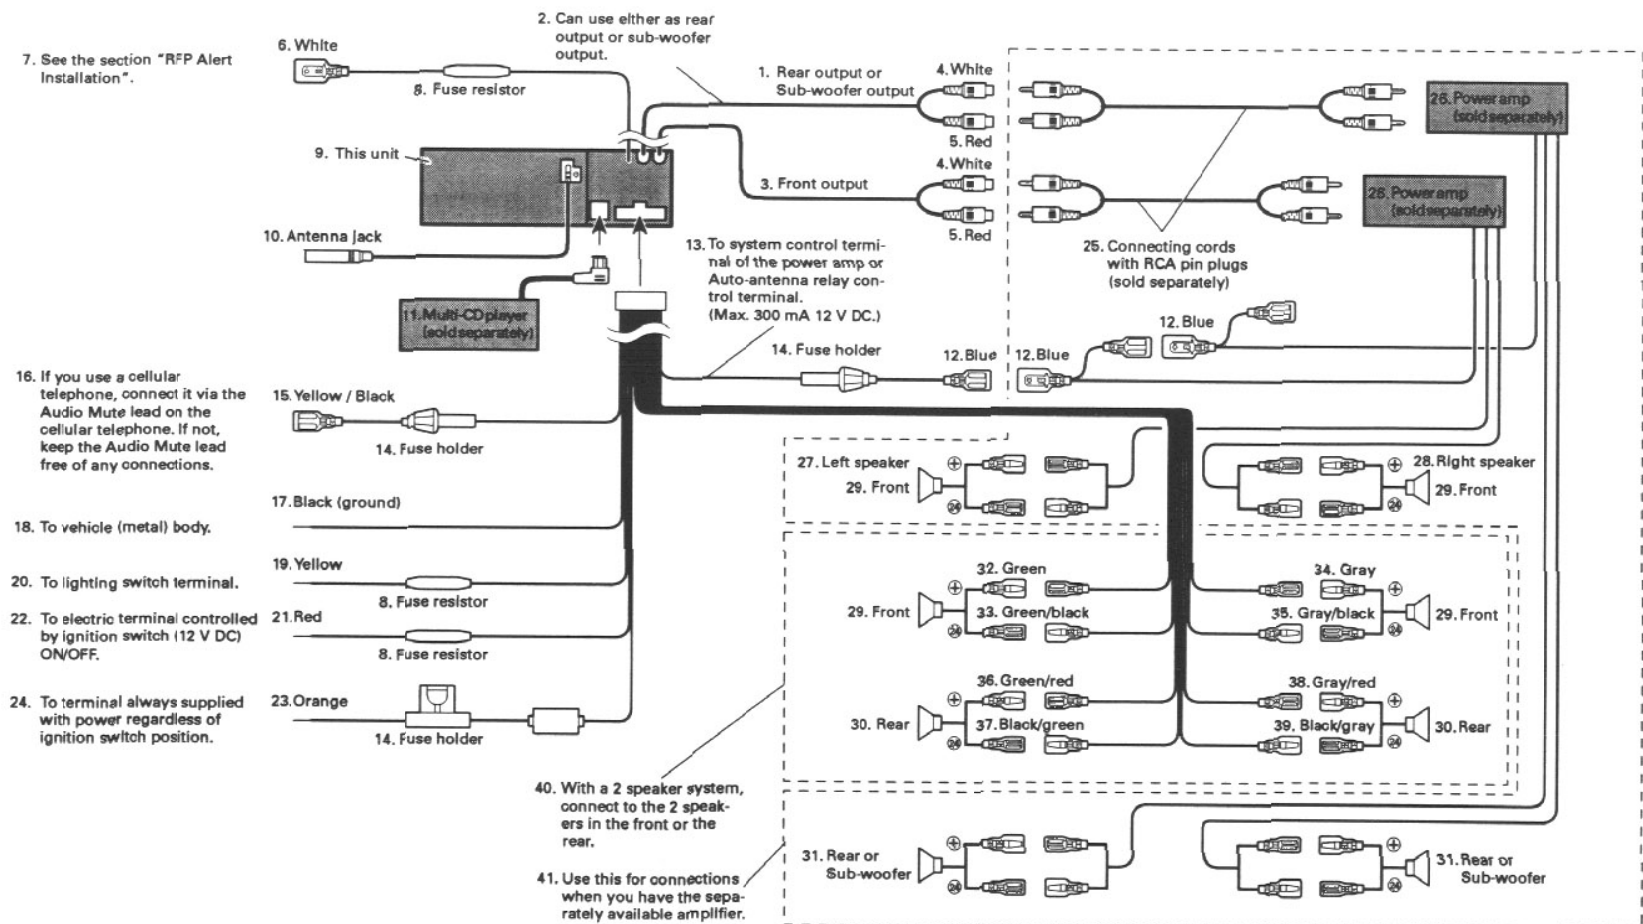 7. See the section "RFP Alert
Installation".
6. White
8. Fuse resistor
2. Can use either as rear
output or sub-woofer
output.
1. Rear output or
Sub-woofer output
4. White
5. Red
26. Power amp
(sold separately)
9. This unit
3. Front output
4. White
5. Red
26. Power amp
(sold separately)
10. Antenna jack
11. Multi-CD player
(sold separately)
13. To system control termi-
nal of the power amp or
Auto-antenna relay con-
trol terminal.
(Max. 300 mA 12 V DC.)
25. Connecting cords
with RCA pin plugs
(sold separately)
12. Blue
14. Fuse holder
12. Blue
12. Blue
16. If you use a cellular
telephone, connect it via the
Audio Mute lead on the
cellular telephone. If not,
keep the Audio Mute lead
free of any connections.
15. Yellow / Black
14. Fuse holder
27. Left speaker
29. Front
⊕
㉔
28. Right speaker
29. Front
⊕
㉔
17. Black (ground)
18. To vehicle (metal) body.
19. Yellow
20. To lighting switch terminal.
8. Fuse resistor
21. Red
22. To electric terminal controlled
by ignition switch (12 V DC)
ON/OFF.
8. Fuse resistor
23. Orange
24. To terminal always supplied
with power regardless of
ignition switch position.
14. Fuse holder
32. Green
29. Front
33. Green/black
⊕
㉔
34. Gray
35. Gray/black
29. Front
⊕
㉔
36. Green/red
30. Rear
37. Black/green
⊕
㉔
38. Gray/red
39. Black/gray
30. Rear
⊕
㉔
40. With a 2 speaker system,
connect to the 2 speak-
ers in the front or the
rear.
41. Use this for connections
when you have the sepa-
rately available amplifier.
31. Rear or
Sub-woofer
⊕
㉔
31. Rear or
Sub-woofer
⊕
㉔